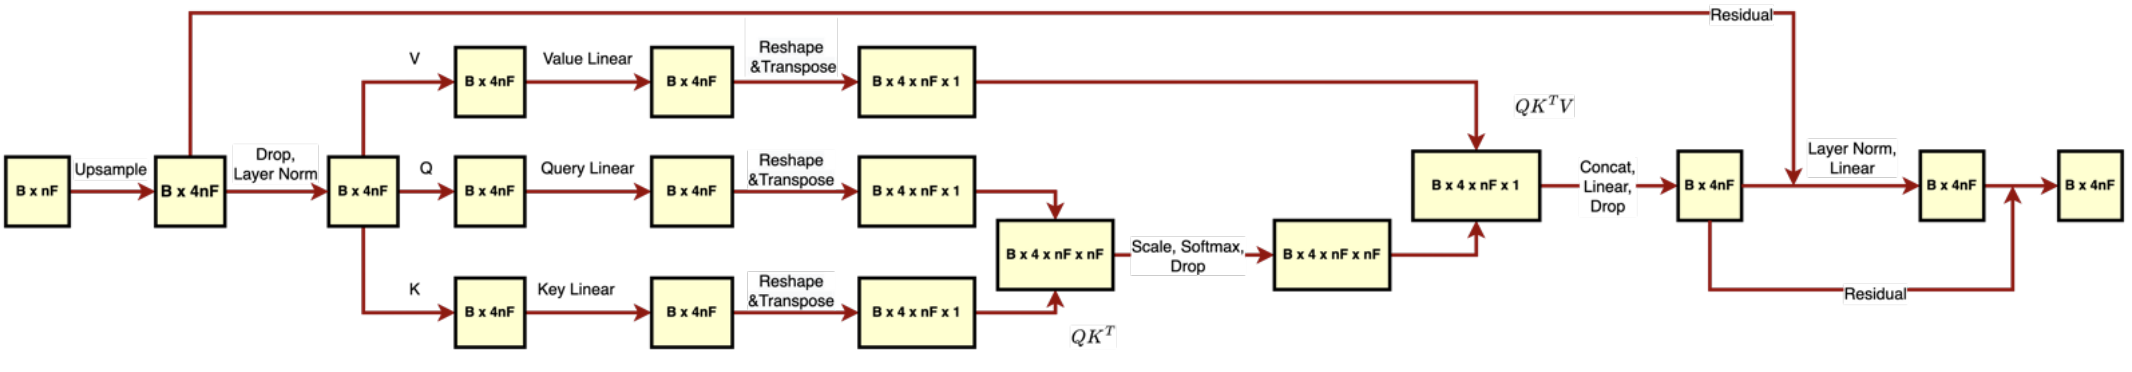 Residual
V
Value Linear
Reshape
&Transpose
B x 4nF
B x 4nF
B x 4 x nF x 1
QKᵀV
B x nF
Upsample
B x 4nF
Drop,
Layer Norm
B x 4nF
Q
B x 4nF
Query Linear
B x 4nF
Reshape
&Transpose
B x 4 x nF x 1
B x 4 x nF x 1
Concat,
Linear,
Drop
B x 4nF
Layer Norm,
Linear
B x 4nF
B x 4nF
B x 4 x nF x nF
Scale, Softmax,
Drop
B x 4 x nF x nF
K
B x 4nF
Key Linear
B x 4nF
Reshape
&Transpose
B x 4 x nF x 1
QKᵀ
Residual